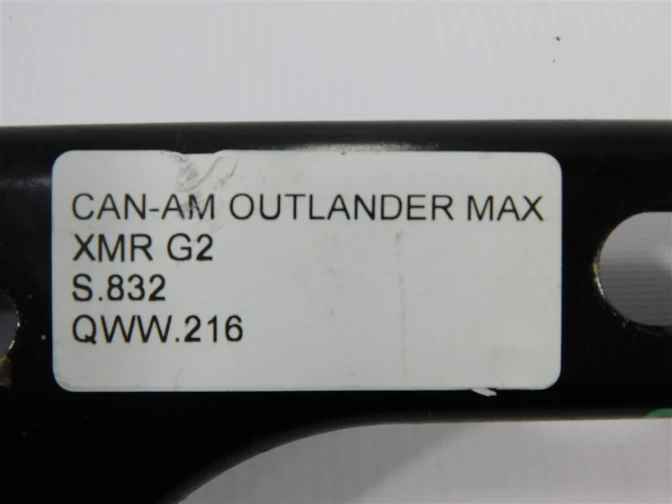 CAN-AM OUTLANDER MAX
XMR G2
S.832
QWW.216